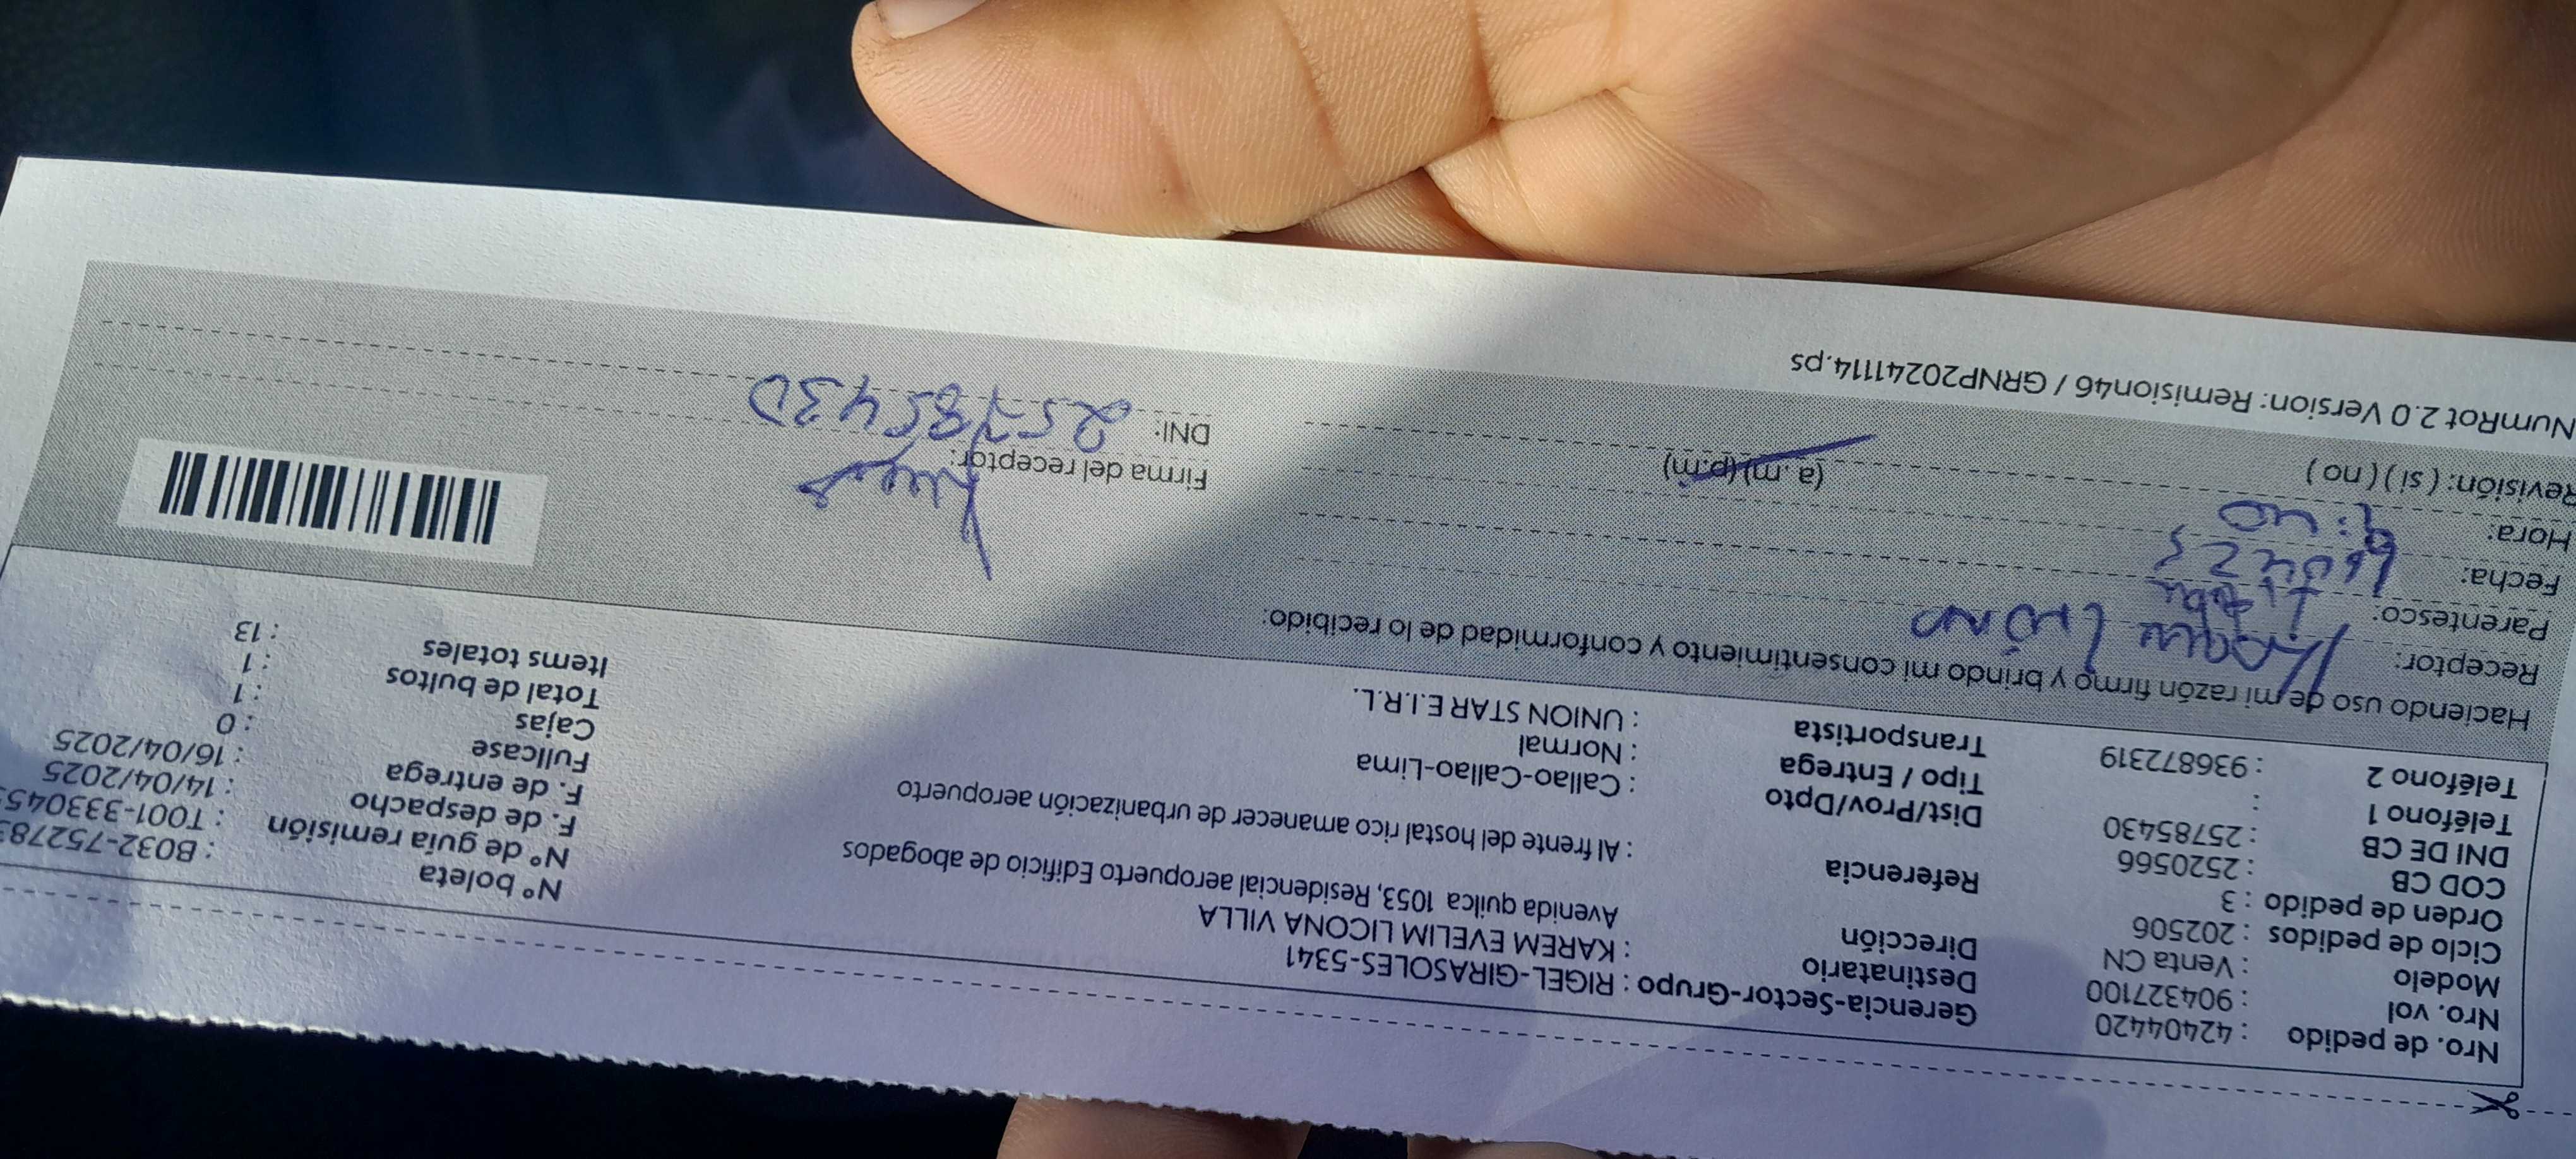 Nro. de pedido : 42404420
Nro. vol : 904327100
Modelo : Venta CN
Ciclo de pedidos : 202506
Orden de pedido : 3
COD CB : 2520566
DNI DE CB : 25785430
Teléfono 1 :
Teléfono 2 : 936872319
Gerencia-Sector-Grupo : RIGEL-GIRASOLES-5341
Destinatario : KAREM EVELIM LICONA VILLA
Dirección Avenida quilca 1053, Residencial aeropuerto Edificio de abogados
Referencia : Al frente del hostal rico amanecer de urbanización aeropuerto
Dist/Prov/Dpto : Callao-Callao-Lima
Tipo / Entrega : Normal
Transportista : UNION STAR E.I.R.L.
Nº boleta : B032-752783
Nº de guía remisión : T001-333045
F. de despacho : 14/04/2025
F. de entrega : 16/04/2025
Fullcase : 0
Cajas : 1
Total de bultos : 1
Items totales : 13
Haciendo uso de mi razón firmo y brindo mi consentimiento y conformidad de lo recibido:
Receptor:
Parentesco:
Fecha:
Hora: 9:40 (a.m) (p.m)
Revisión: ( si ) ( no )
Firma del receptor:
DNI: 25785430
NumRot 2.0 Version: Remision46 / GRNP20241114.ps